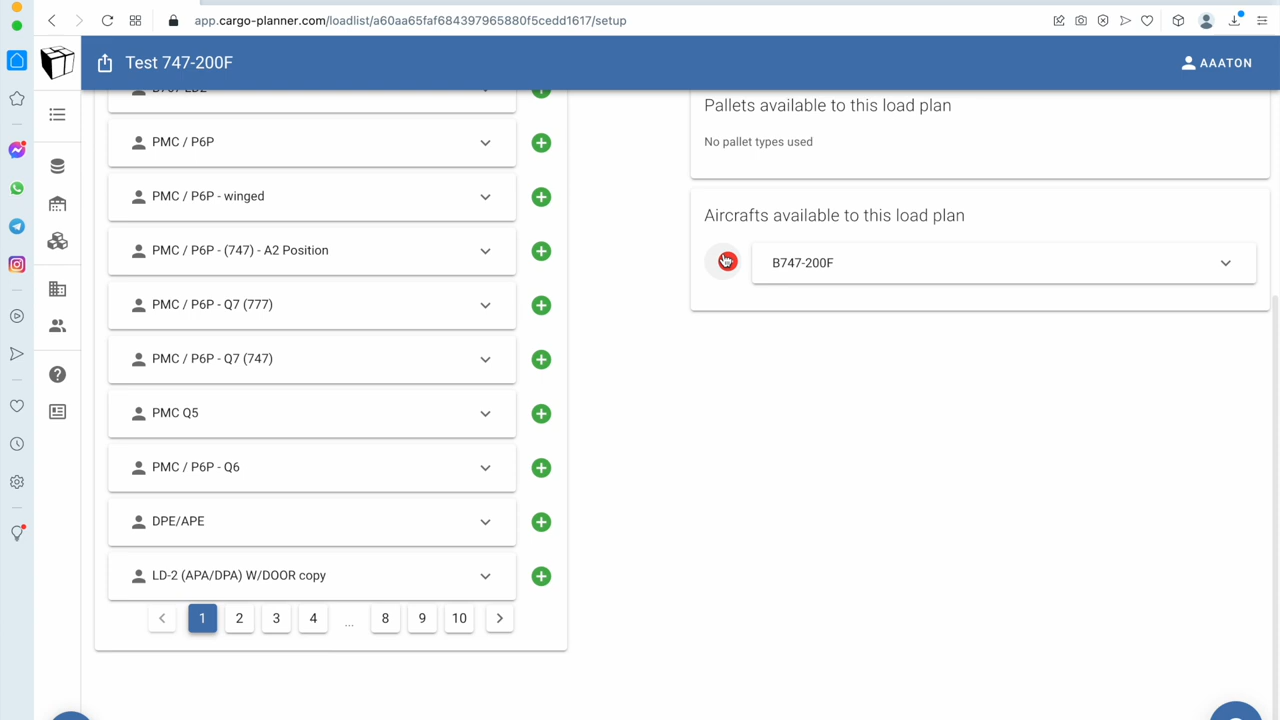 app.cargo-planner.com/loadlist/a60aa65faf684397965880f5cedd1617/setup
Test 747-200F
AAATON
B767 LD2
PMC / P6P
PMC / P6P - winged
PMC / P6P - (747) - A2 Position
PMC / P6P - Q7 (777)
PMC / P6P - Q7 (747)
PMC Q5
PMC / P6P - Q6
DPE/APE
LD-2 (APA/DPA) W/DOOR copy
1 2 3 4 ... 8 9 10
Pallets available to this load plan
No pallet types used
Aircrafts available to this load plan
B747-200F